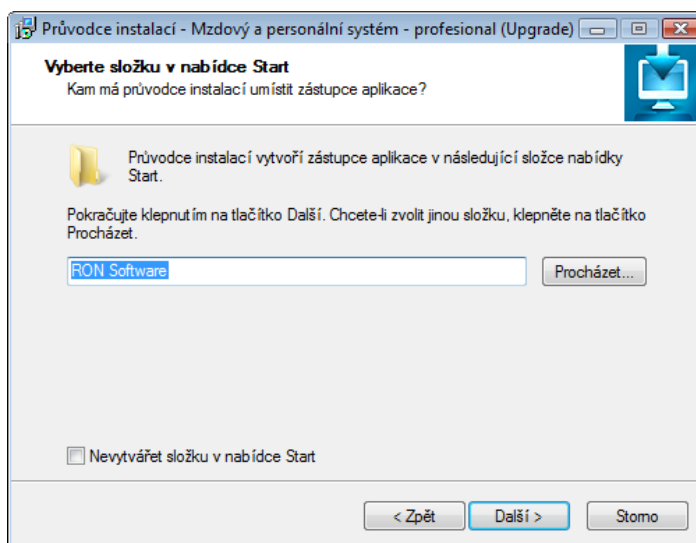 Průvodce instalací - Mzdový a personální systém - profesional (Upgrade)
Vyberte složku v nabídce Start
Kam má průvodce instalací umístit zástupce aplikace?
Průvodce instalací vytvoří zástupce aplikace v následující složce nabídky
Start.
Pokračujte klepnutím na tlačítko Další. Chcete-li zvolit jinou složku, klepněte na tlačítko
Procházet.
RON Software
Procházet...
Nevytvářet složku v nabídce Start
< Zpět
Další >
Storno